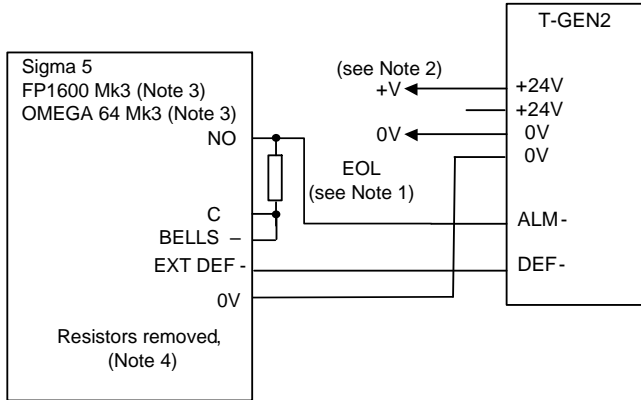 T-GEN2
Sigma 5
FP1600 Mk3 (Note 3)
OMEGA 64 Mk3 (Note 3)
NO
C
BELLS –
EXT DEF -
0V
Resistors removed,
(Note 4)
EOL
(see Note 1)
(see Note 2)
+V
0V
+24V
+24V
0V
0V
ALM-
DEF-